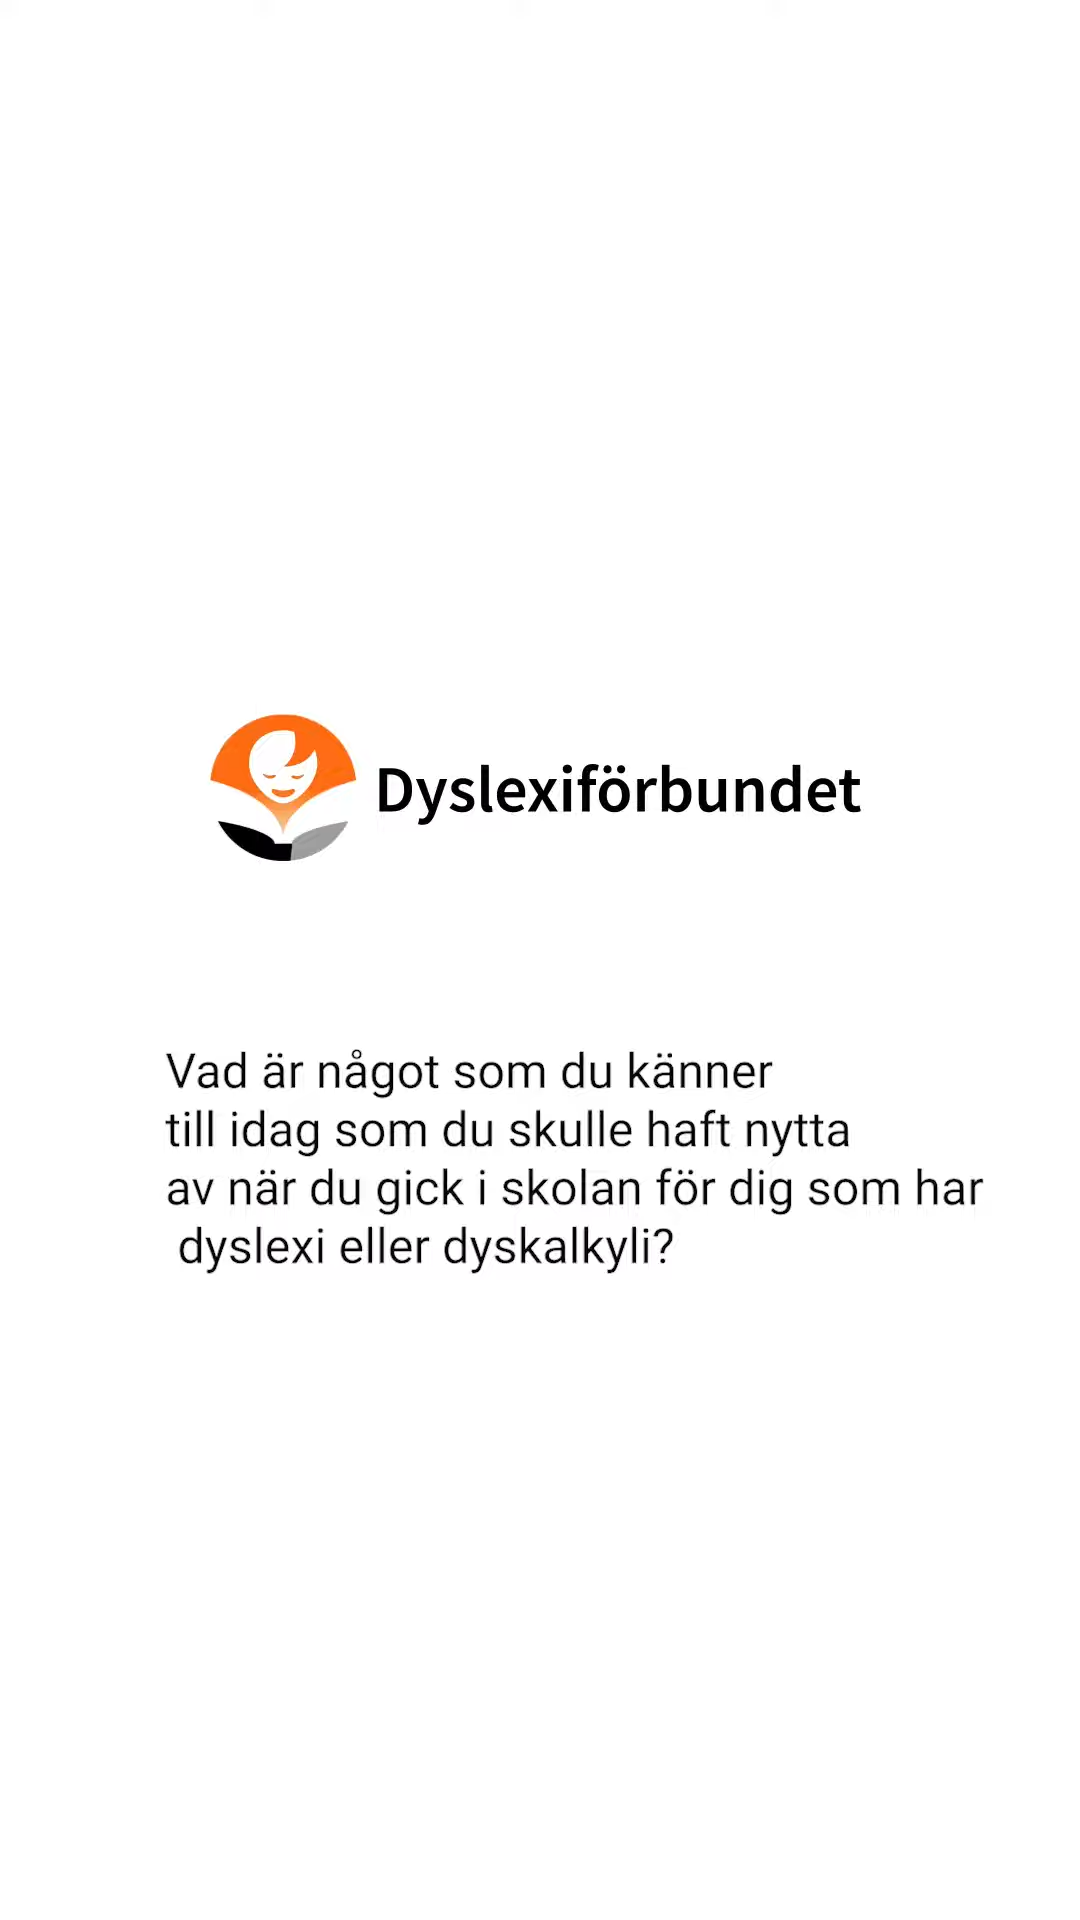 Dyslexiförbundet
Vad är något som du känner
till idag som du skulle haft nytta
av när du gick i skolan för dig som har
dyslexi eller dyskalkyli?